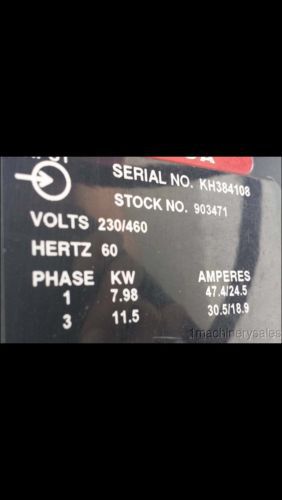 SERIAL NO. KH384108
STOCK NO. 903471
VOLTS 230/460
HERTZ 60
PHASE KW AMPERES
1 7.98 47.4/24.5
3 11.5 30.5/18.9
1machinerysales